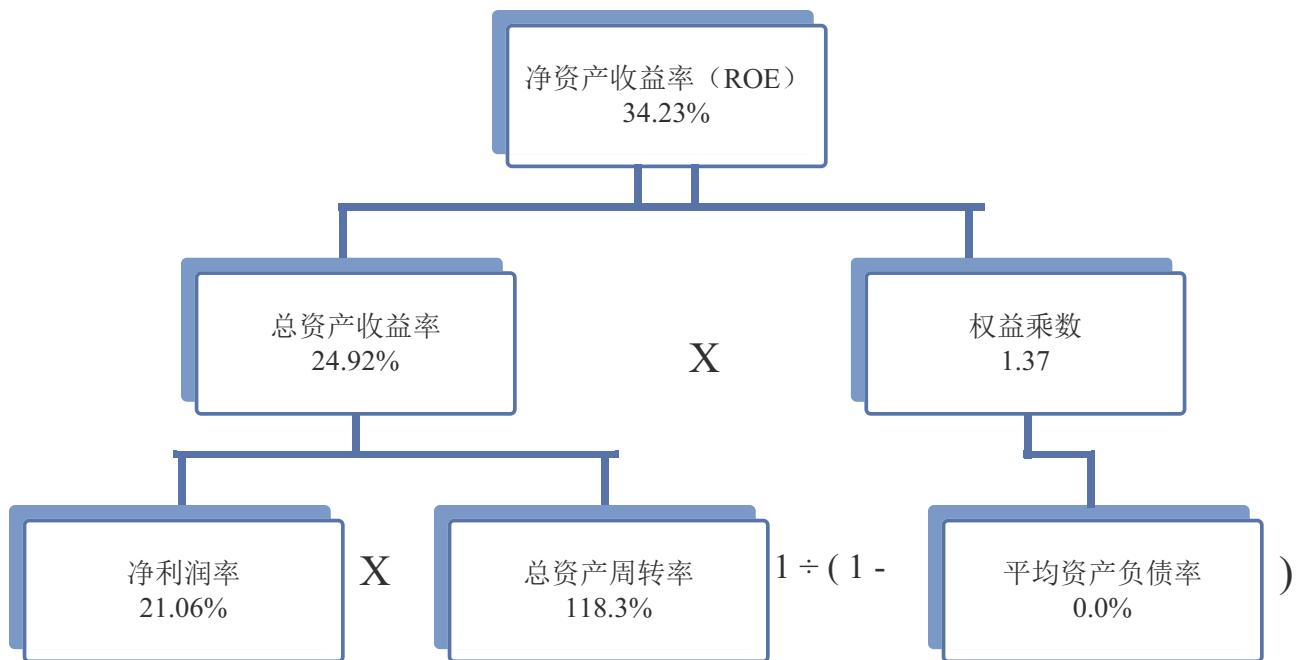 净资产收益率（ROE）
34.23%
总资产收益率
24.92%
X
权益乘数
1.37
净利润率
21.06%
X
总资产周转率
118.3%
1 ÷ ( 1 -
平均资产负债率
0.0%
)